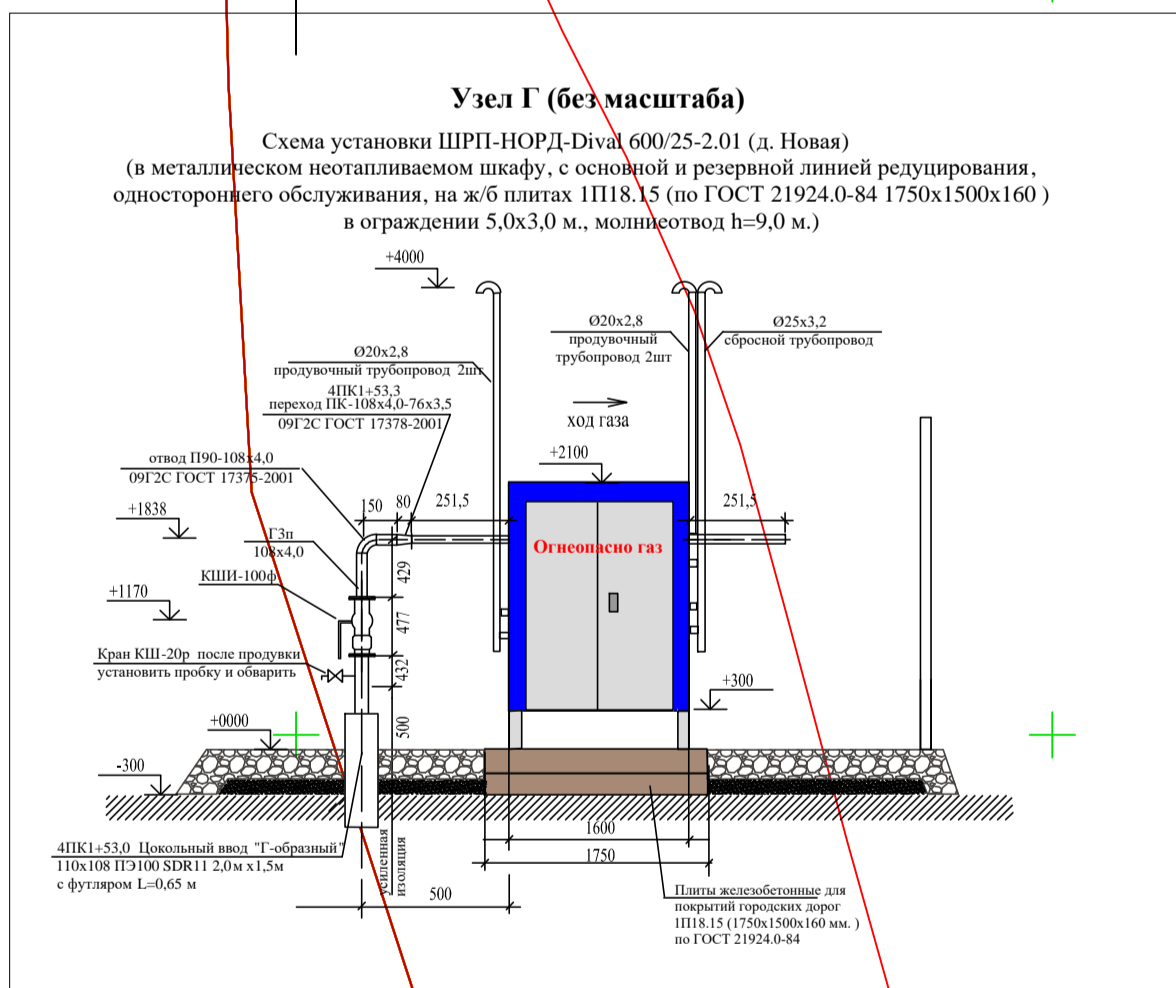 Узел Г (без масштаба)
Схема установки ШРП-НОРД-Dival 600/25-2.01 (д. Новая)
(в металлическом неотапливаемом шкафу, с основной и резервной линией редуцирования,
одностороннего обслуживания, на ж/б плитах 1П18.15 (по ГОСТ 21924.0-84 1750х1500х160 )
в ограждении 5,0х3,0 м., молниеотвод h=9,0 м.)
+4000
Ø20х2,8
продувочный
трубопровод 2шт
Ø25х3,2
сбросной трубопровод
Ø20х2,8
продувочный трубопровод 2шт
4ПК1+53,3
переход ПК-108х4,0-76х3,5
09Г2С ГОСТ 17378-2001
ход газа
+2100
отвод П90-108х4,0
09Г2С ГОСТ 17375-2001
150
80
251,5
251,5
+1838
Г3п
108х4,0
Огнеопасно газ
429
КШИ-100ф
+1170
477
Кран КШ-20р после продувки
установить пробку и обварить
432
+300
+0000
500
-300
1600
1750
4ПК1+53,0 Цокольный ввод "Г-образный"
110х108 ПЭ100 SDR11 2,0м х1,5м
с футляром L=0,65 м
усиленная
изоляция
500
Плиты железобетонные для
покрытий городских дорог
1П18.15 (1750х1500х160 мм. )
по ГОСТ 21924.0-84